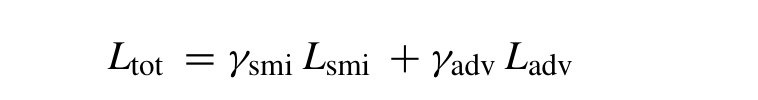 L_tot = γ_smi L_smi + γ_adv L_adv